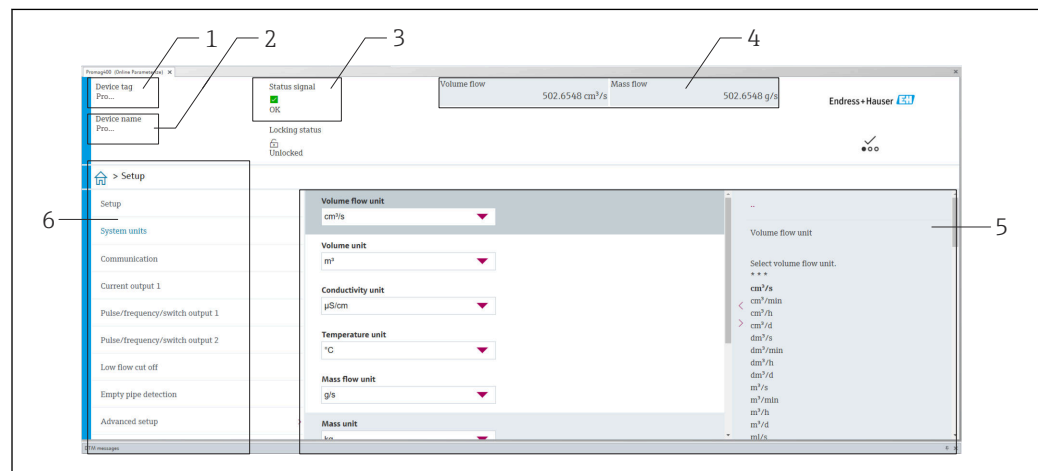 1
2
3
4
Promag400 (Online Parameterize) ×
×
Device tag
Pro...
Status signal
OK
Volume flow
502.6548 cm³/s
Mass flow
502.6548 g/s
Endress+Hauser EH
Device name
Pro...
Locking status
Unlocked
> Setup
6
5
Setup
System units
Communication
Current output 1
Pulse/frequency/switch output 1
Pulse/frequency/switch output 2
Low flow cut off
Empty pipe detection
Advanced setup >
Volume flow unit
cm³/s
Volume unit
m³
Conductivity unit
µS/cm
Temperature unit
°C
Mass flow unit
g/s
Mass unit
kg
..
Volume flow unit
Select volume flow unit.
* * *
cm³/s
cm³/min
cm³/h
cm³/d
dm³/s
dm³/min
dm³/h
dm³/d
m³/s
m³/min
m³/h
m³/d
ml/s
<
>
DTM messages